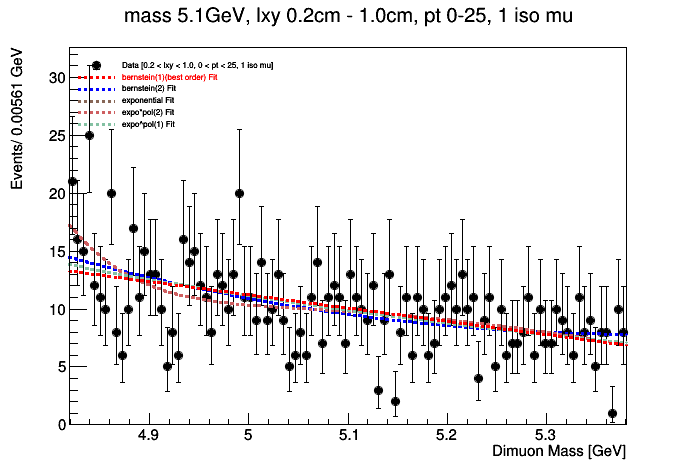 mass 5.1GeV, lxy 0.2cm - 1.0cm, pt 0-25, 1 iso mu
Events/ 0.00561 GeV
Data [0.2 < lxy < 1.0, 0 < pt < 25, 1 iso mu]
bernstein(1)(best order) Fit
bernstein(2) Fit
exponential Fit
expo*pol(2) Fit
expo*pol(1) Fit
30
25
20
15
10
5
0
4.9 5 5.1 5.2 5.3
Dimuon Mass [GeV]